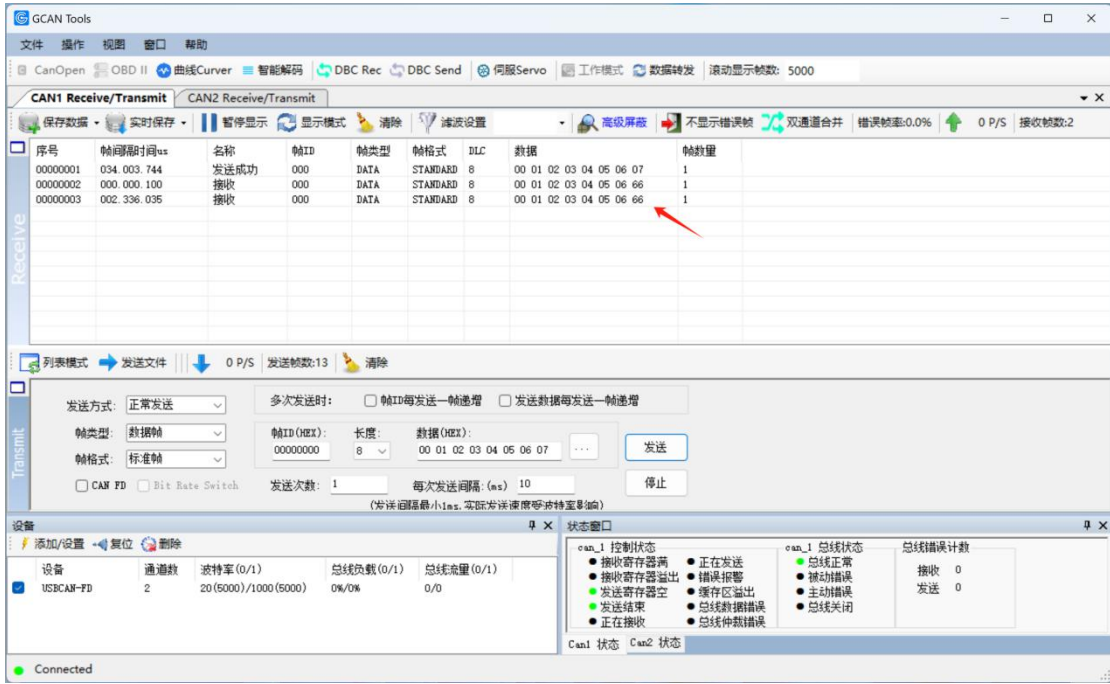 GCAN Tools
文件 操作 视图 窗口 帮助
CanOpen OBD II 曲线Curver 智能解码 DBC Rec DBC Send 伺服Servo 工作模式 数据转发 滚动显示帧数: 5000
CAN1 Receive/Transmit CAN2 Receive/Transmit
保存数据 实时保存 暂停显示 显示模式 清除 滤波设置 高级屏蔽 不显示错误帧 双通道合并 错误帧率:0.0% 0 P/S 接收帧数:2
序号 帧间隔时间us 名称 帧ID 帧类型 帧格式 DLC 数据 帧数量
00000001 034.003.744 发送成功 000 DATA STANDARD 8 00 01 02 03 04 05 06 07 1
00000002 000.000.100 接收 000 DATA STANDARD 8 00 01 02 03 04 05 06 66 1
00000003 002.336.035 接收 000 DATA STANDARD 8 00 01 02 03 04 05 06 66 1
Receive
列表模式 发送文件 0 P/S 发送帧数:13 清除
Transmit
发送方式: 正常发送 多次发送时: 帧ID每发送一帧递增 发送数据每发送一帧递增
帧类型: 数据帧 帧ID(HEX): 长度: 数据(HEX):
00000000 8 00 01 02 03 04 05 06 07 ... 发送
帧格式: 标准帧
CAN FD Bit Rate Switch 发送次数: 1 每次发送间隔:(ms) 10 停止
(发送间隔最小1ms,实际发送速度受波特率影响)
设备
添加/设置 复位 删除
设备 通道数 波特率(0/1) 总线负载(0/1) 总线流量(0/1)
USBCAN-FD 2 20(5000)/1000(5000) 0%/0% 0/0
状态窗口
can_1 控制状态 can_1 总线状态 总线错误计数
接收寄存器满 正在发送 总线正常 接收 0
接收寄存器溢出 错误报警 被动错误
发送寄存器空 缓存区溢出 主动错误 发送 0
发送结束 总线数据错误 总线关闭
正在接收 总线仲裁错误
Can1 状态 Can2 状态
Connected